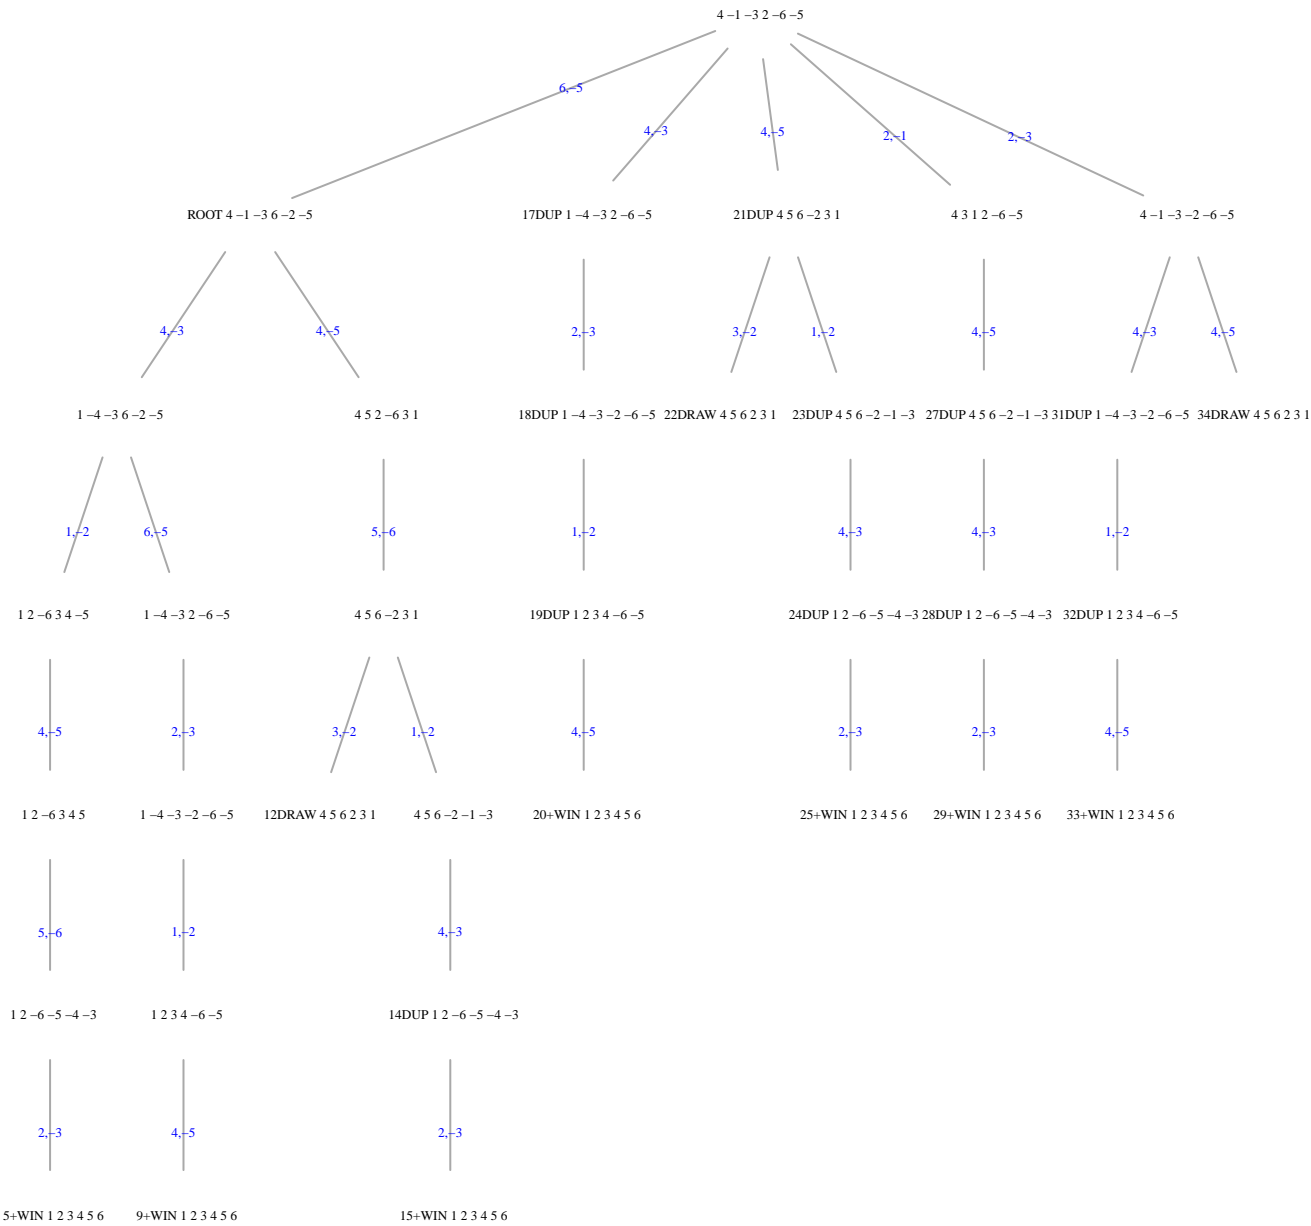 4 –1 –3 2 –6 –5
6,–5
4,–3
4,–5
2,–1
2,–3
ROOT 4 –1 –3 6 –2 –5
17DUP 1 –4 –3 2 –6 –5
21DUP 4 5 6 –2 3 1
4 3 1 2 –6 –5
4 –1 –3 –2 –6 –5
4,–3
4,–5
2,–3
3,–2
1,–2
4,–5
4,–3
4,–5
1 –4 –3 6 –2 –5
4 5 2 –6 3 1
18DUP 1 –4 –3 –2 –6 –5
22DRAW 4 5 6 2 3 1
23DUP 4 5 6 –2 –1 –3
27DUP 4 5 6 –2 –1 –3
31DUP 1 –4 –3 –2 –6 –5
34DRAW 4 5 6 2 3 1
1,–2
6,–5
5,–6
1,–2
4,–3
4,–3
1,–2
1 2 –6 3 4 –5
1 –4 –3 2 –6 –5
4 5 6 –2 3 1
19DUP 1 2 3 4 –6 –5
24DUP 1 2 –6 –5 –4 –3
28DUP 1 2 –6 –5 –4 –3
32DUP 1 2 3 4 –6 –5
4,–5
2,–3
3,–2
1,–2
4,–5
2,–3
2,–3
4,–5
1 2 –6 3 4 5
1 –4 –3 –2 –6 –5
12DRAW 4 5 6 2 3 1
4 5 6 –2 –1 –3
20+WIN 1 2 3 4 5 6
25+WIN 1 2 3 4 5 6
29+WIN 1 2 3 4 5 6
33+WIN 1 2 3 4 5 6
5,–6
1,–2
4,–3
1 2 –6 –5 –4 –3
1 2 3 4 –6 –5
14DUP 1 2 –6 –5 –4 –3
2,–3
4,–5
2,–3
5+WIN 1 2 3 4 5 6
9+WIN 1 2 3 4 5 6
15+WIN 1 2 3 4 5 6